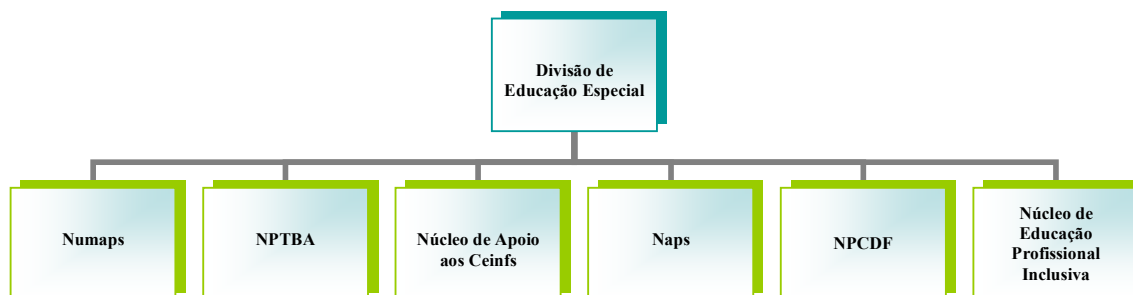 Divisão de
Educação Especial
Numaps
NPTBA
Núcleo de Apoio
aos Ceinfs
Naps
NPCDF
Núcleo de
Educação
Profissional
Inclusiva